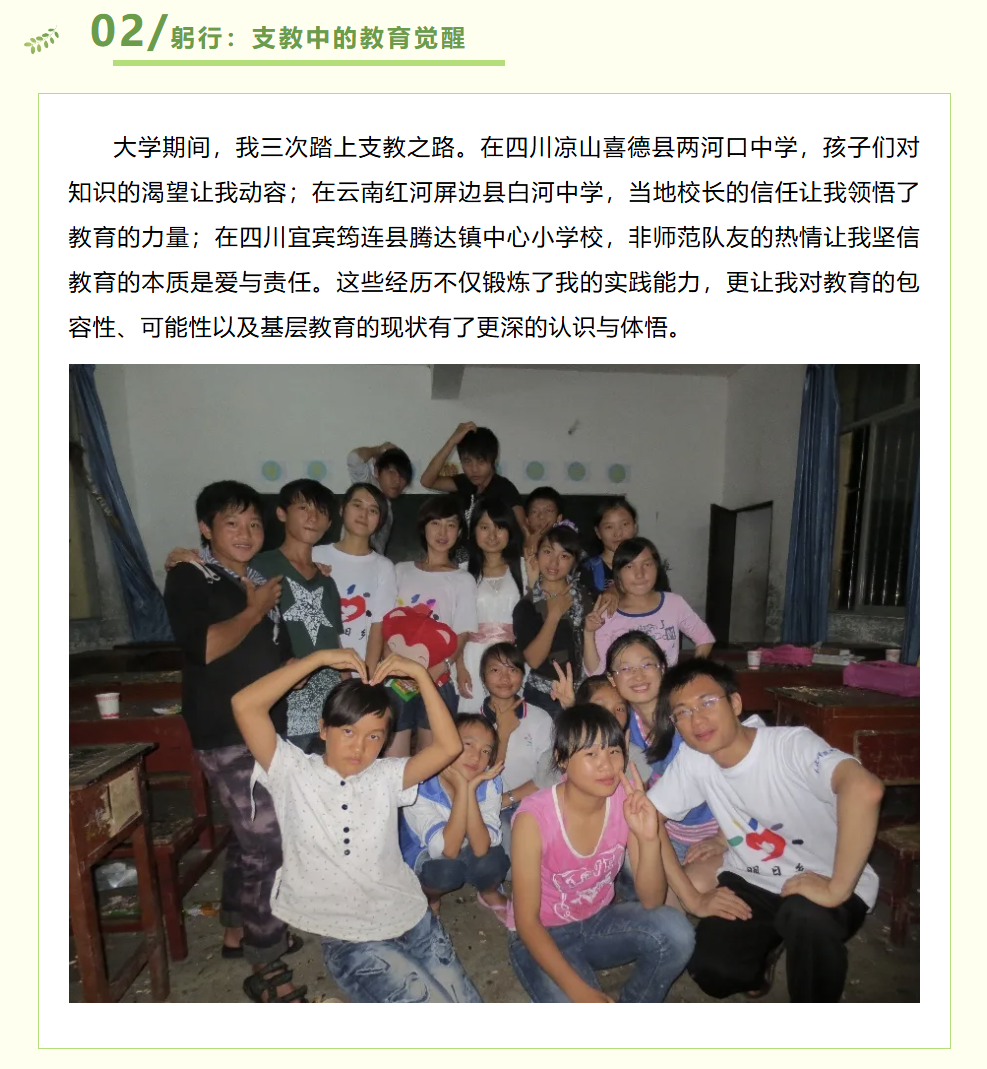 02/躬行：支教中的教育觉醒
大学期间，我三次踏上支教之路。在四川凉山喜德县两河口中学，孩子们对
知识的渴望让我动容；在云南红河屏边县白河中学，当地校长的信任让我领悟了
教育的力量；在四川宜宾筠连县腾达镇中心小学校，非师范队友的热情让我坚信
教育的本质是爱与责任。这些经历不仅锻炼了我的实践能力，更让我对教育的包
容性、可能性以及基层教育的现状有了更深的认识与体悟。
日乡
明日乡